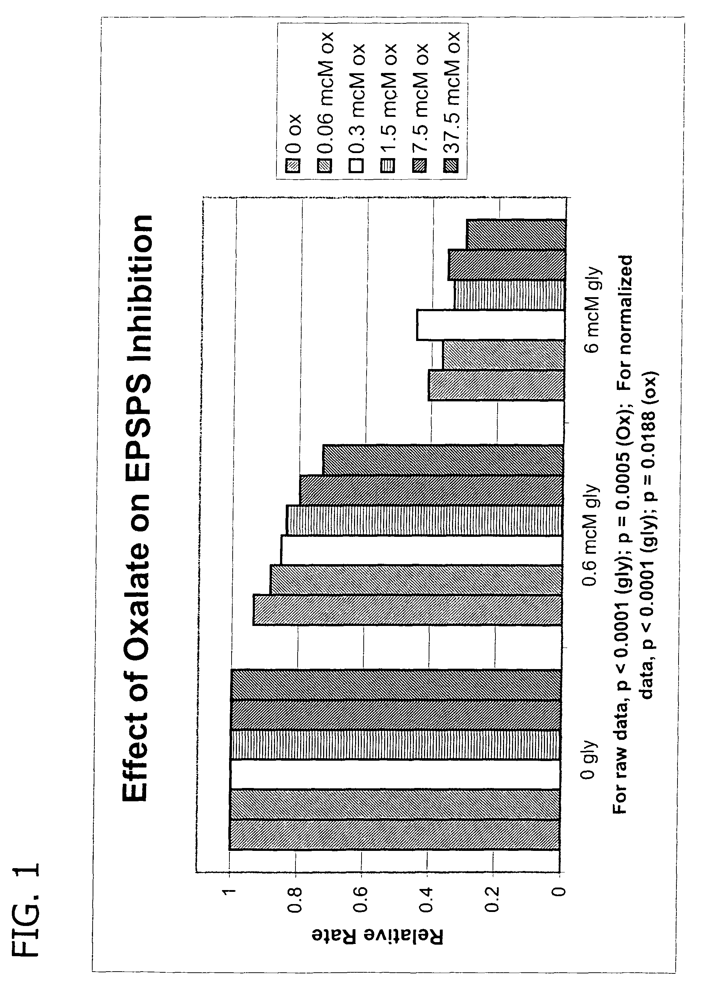 FIG. 1
Effect of Oxalate on EPSPS Inhibition
Relative Rate
1
0.8
0.6
0.4
0.2
0
0 gly
0.6 mcM gly
6 mcM gly
0 ox
0.06 mcM ox
0.3 mcM ox
1.5 mcM ox
7.5 mcM ox
37.5 mcM ox
For raw data, p < 0.0001 (gly); p = 0.0005 (Ox); For normalized
data, p < 0.0001 (gly); p = 0.0188 (ox)